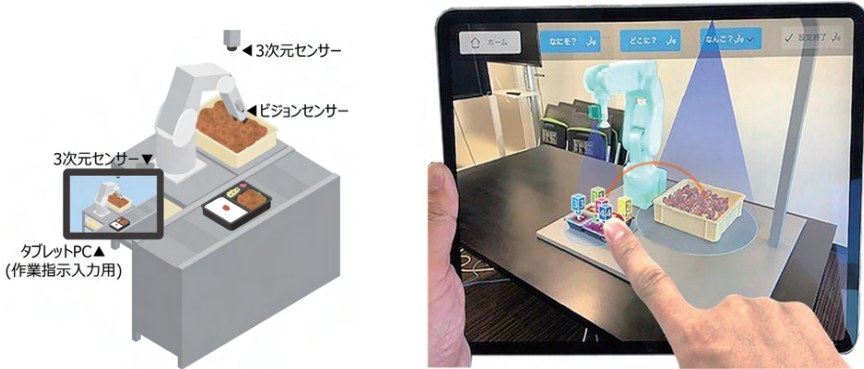 ◀3次元センサー
◀ビジョンセンサー
3次元センサー▼
タブレットPC▲
(作業指示入力用)
ホーム
なにを?
どこに?
なんこ?
設定終了